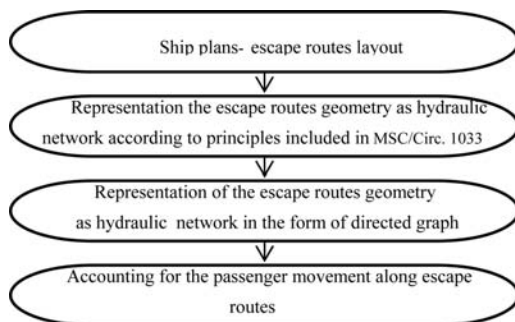 Ship plans- escape routes layout
Representation the escape routes geometry as hydraulic
network according to principles included in MSC/Circ. 1033
Representation of the escape routes geometry
as hydraulic network in the form of directed graph
Accounting for the passenger movement along escape
routes